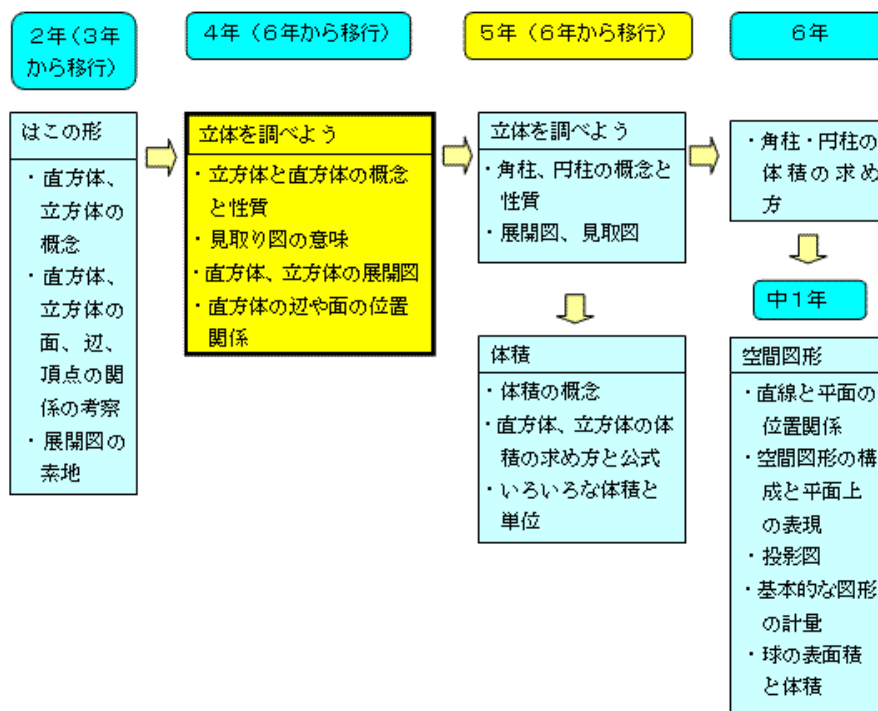 2年(3年
から移行)
はこの形
・直方体、
立方体の
概念
・直方体、
立方体の
面、辺、
頂点の関
係の考察
・展開図の
素地
4年(6年から移行)
立体を調べよう
・立方体と直方体の概念
と性質
・見取り図の意味
・直方体、立方体の展開図
・直方体の辺や面の位置
関係
5年(6年から移行)
立体を調べよう
・角柱、円柱の概念と
性質
・展開図、見取図
体積
・体積の概念
・直方体、立方体の体
積の求め方と公式
・いろいろな体積と
単位
6年
・角柱・円柱の
体積の求め
方
中1年
空間図形
・直線と平面の
位置関係
・空間図形の構
成と平面上
の表現
・投影図
・基本的な図形
の計量
・球の表面積
と体積